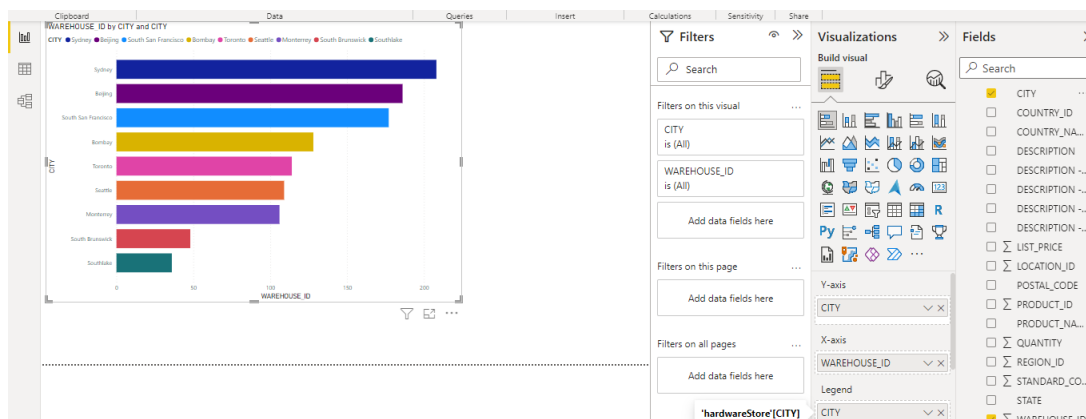 Clipboard Data Queries Insert Calculations Sensitivity Share
WAREHOUSE_ID by CITY and CITY
CITY Sydney Beijing South San Francisco Bombay Toronto Seattle Monterrey South Brunswick Southlake
Sydney
Beijing
South San Francisco
Bombay
Toronto
Seattle
Monterrey
South Brunswick
Southlake
CITY
0 50 100 150 200
WAREHOUSE_ID
Filters
Search
Filters on this visual ...
CITY
is (All)
WAREHOUSE_ID
is (All)
Add data fields here
Filters on this page ...
Add data fields here
Filters on all pages ...
Add data fields here
'hardwareStore'[CITY]
Visualizations
Build visual
123
R
Py
...
Y-axis
CITY
X-axis
WAREHOUSE_ID
Legend
CITY
Fields
Search
CITY ...
COUNTRY_ID
COUNTRY_NA...
DESCRIPTION
DESCRIPTION -...
DESCRIPTION -...
DESCRIPTION -...
DESCRIPTION -...
Σ LIST_PRICE
Σ LOCATION_ID
POSTAL_CODE
Σ PRODUCT_ID
PRODUCT_NA...
Σ QUANTITY
Σ REGION_ID
Σ STANDARD_CO...
STATE
Σ WAREHOUSE_ID